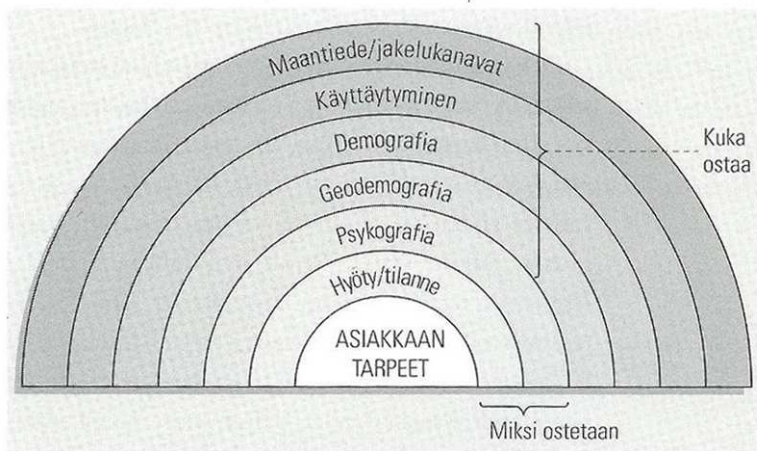 Maantiede/jakelukanavat
Käyttäytyminen
Demografia
Geodemografia
Psykografia
Hyöty/tilanne
ASIAKKAAN
TARPEET
Kuka
ostaa
Miksi ostetaan